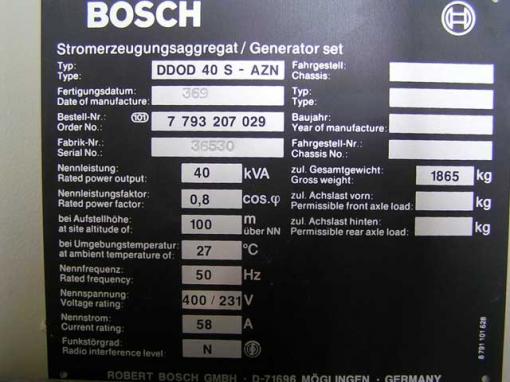 BOSCH
Stromerzeugungsaggregat / Generator set
Typ: Type: DDOD 40 S - AZN
Fahrgestell: Chassis:
Fertigungsdatum: Date of manufacture: 369
Typ: Type:
Bestell-Nr.: Order No.: 101 7 793 207 029
Baujahr: Year of manufacture:
Fabrik-Nr.: Serial No.: 36530
Fahrgestell-Nr.: Chassis No.:
Nennleistung: Rated power output: 40 kVA
zul. Gesamtgewicht: Gross weight: 1865 kg
Nennleistungsfaktor: Rated power factor: 0,8 cos.φ
zul. Achslast vorn: Permissible front axle load: kg
bei Aufstellhöhe: at site altitude of: 100 m über NN
zul. Achslast hinten: Permissible rear axle load: kg
bei Umgebungstemperatur: at ambient temperature of: 27 °C
Nennfrequenz: Rated frequency: 50 Hz
Nennspannung: Voltage rating: 400 / 231 V
Nennstrom: Current rating: 58 A
Funkstörgrad: Radio interference level: N
8 791 101 628
ROBERT BOSCH GMBH · D-71696 MÖGLINGEN · GERMANY